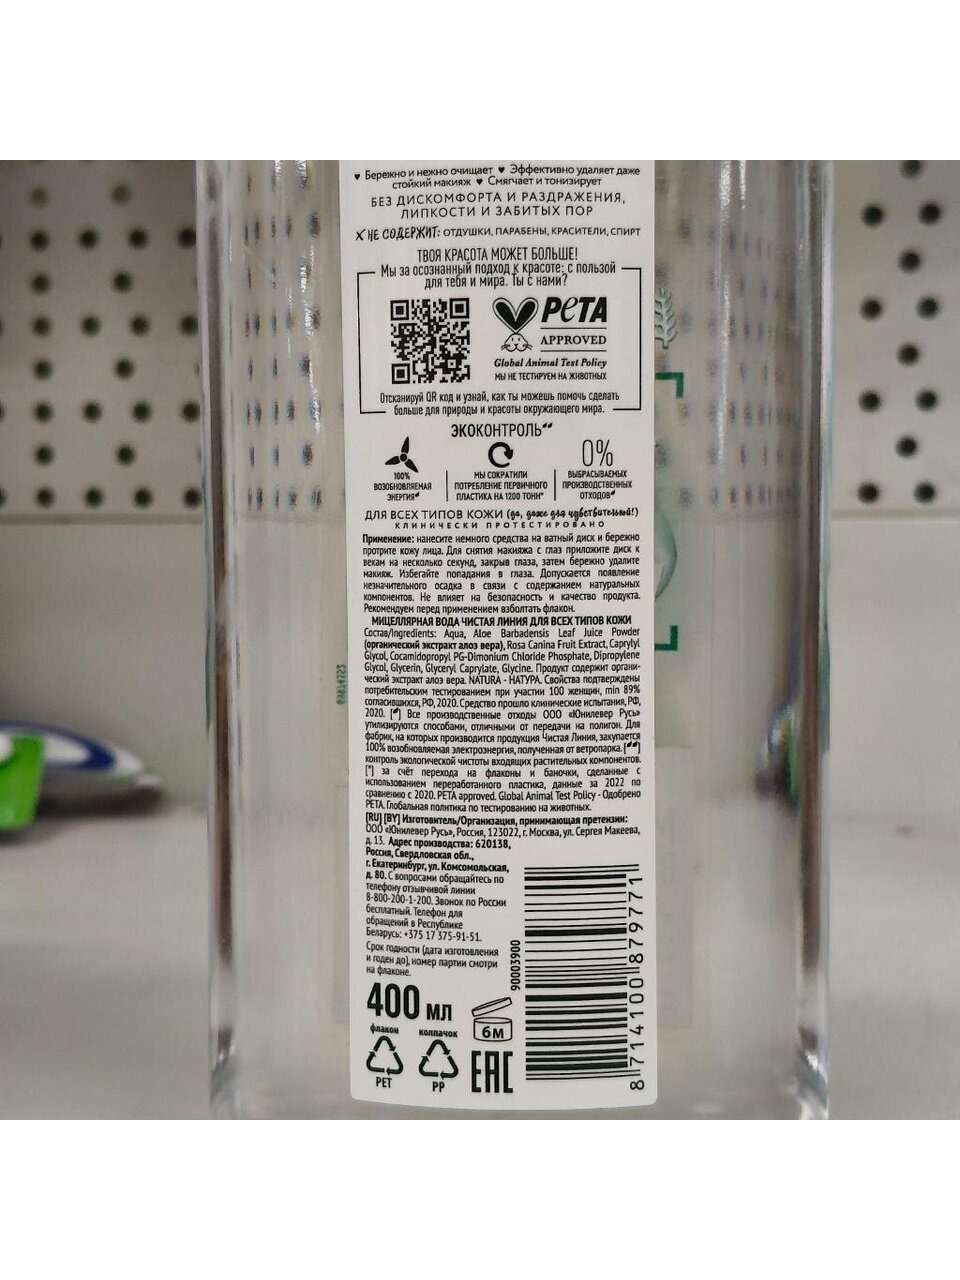 ♥ Бережно и нежно очищает ♥ Эффективно удаляет даже
стойкий макияж ♥ Смягчает и тонизирует
БЕЗ ДИСКОМФОРТА И РАЗДРАЖЕНИЯ,
ЛИПКОСТИ И ЗАБИТЫХ ПОР
X НЕ СОДЕРЖИТ: ОТДУШКИ, ПАРАБЕНЫ, КРАСИТЕЛИ, СПИРТ
ТВОЯ КРАСОТА МОЖЕТ БОЛЬШЕ!
Мы за осознанный подход к красоте: с пользой
для тебя и мира. Ты с нами?
PETA
APPROVED
Global Animal Test Policy
МЫ НЕ ТЕСТИРУЕМ НА ЖИВОТНЫХ
Отсканируй QR код и узнай, как ты можешь помочь сделать
больше для природы и красоты окружающего мира.
ЭКОКОНТРОЛЬ
100%
ВОЗОБНОВЛЯЕМАЯ
ЭНЕРГИЯ
МЫ СОКРАТИЛИ
ПОТРЕБЛЕНИЕ ПЕРВИЧНОГО
ПЛАСТИКА НА 1200 ТОНН*
0%
ВЫБРАСЫВАЕМЫХ
ПРОИЗВОДСТВЕННЫХ
ОТХОДОВ
ДЛЯ ВСЕХ ТИПОВ КОЖИ (да, даже для чувствительной!)
КЛИНИЧЕСКИ ПРОТЕСТИРОВАНО
Применение: нанесите немного средства на ватный диск и бережно
протрите кожу лица. Для снятия макияжа с глаз приложите диск к
векам на несколько секунд, закрыв глаза, затем бережно удалите
макияж. Избегайте попадания в глаза. Допускается появление
незначительного осадка в связи с содержанием натуральных
компонентов. Не влияет на безопасность и качество продукта.
Рекомендуем перед применением взболтать флакон.
МИЦЕЛЛЯРНАЯ ВОДА ЧИСТАЯ ЛИНИЯ ДЛЯ ВСЕХ ТИПОВ КОЖИ
Состав/Ingredients: Aqua, Aloe Barbadensis Leaf Juice Powder
(органический экстракт алоэ вера), Rosa Canina Fruit Extract, Caprylyl
Glycol, Cocamidopropyl PG-Dimonium Chloride Phosphate, Dipropylene
Glycol, Glycerin, Glyceryl Caprylate, Glycine. Продукт содержит органи-
ческий экстракт алоэ вера. NATURA - НАТУРА. Свойства подтверждены
потребительским тестированием при участии 100 женщин, min 89%
согласившихся, РФ, 2020. Средство прошло клинические испытания, РФ,
2020. [ ] Все производственные отходы ООО «Юнилевер Русь»
утилизируются способами, отличными от передачи на полигон. Для
фабрик, на которых производится продукция Чистая Линия, закупается
100% возобновляемая электроэнергия, полученная от ветропарка. [ ]
контроль экологической чистоты входящих растительных компонентов.
[*] за счёт перехода на флаконы и баночки, сделанные с
использованием переработанного пластика, данные за 2022 по
сравнению с 2020. PETA approved. Global Animal Test Policy - Одобрено
PETA. Глобальная политика по тестированию на животных.
[RU] [BY] Изготовитель/Организация, принимающая претензии:
ООО «Юнилевер Русь», Россия, 123022, г. Москва, ул. Сергея Макеева,
д. 13. Адрес производства: 620138,
Россия, Свердловская обл.,
г. Екатеринбург, ул. Комсомольская,
д. 80. С вопросами обращайтесь по
телефону отзывчивой линии
8-800-200-1-200. Звонок по России
бесплатный. Телефон для
обращений в Республике
Беларусь: +375 17 375-91-51.
Срок годности (дата изготовления
и годен до), номер партии смотри
на флаконе.
400 мл
флакон
PET
колпачок
PP
6М
EAC
90003900
8 714100 879771